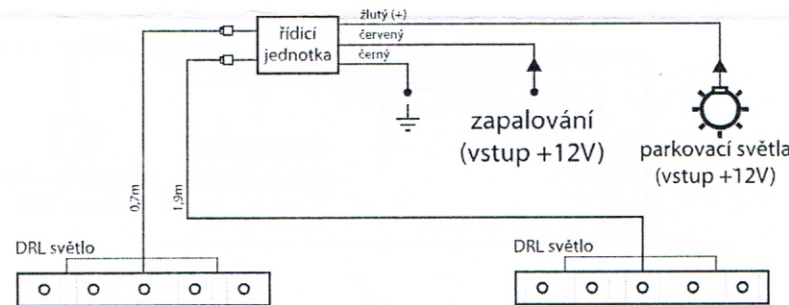 žlutý (+)
řídicí
jednotka
červený
černý
zapalování
(vstup +12V)
parkovací světla
(vstup +12V)
0,7m
1,9m
DRL světlo
DRL světlo